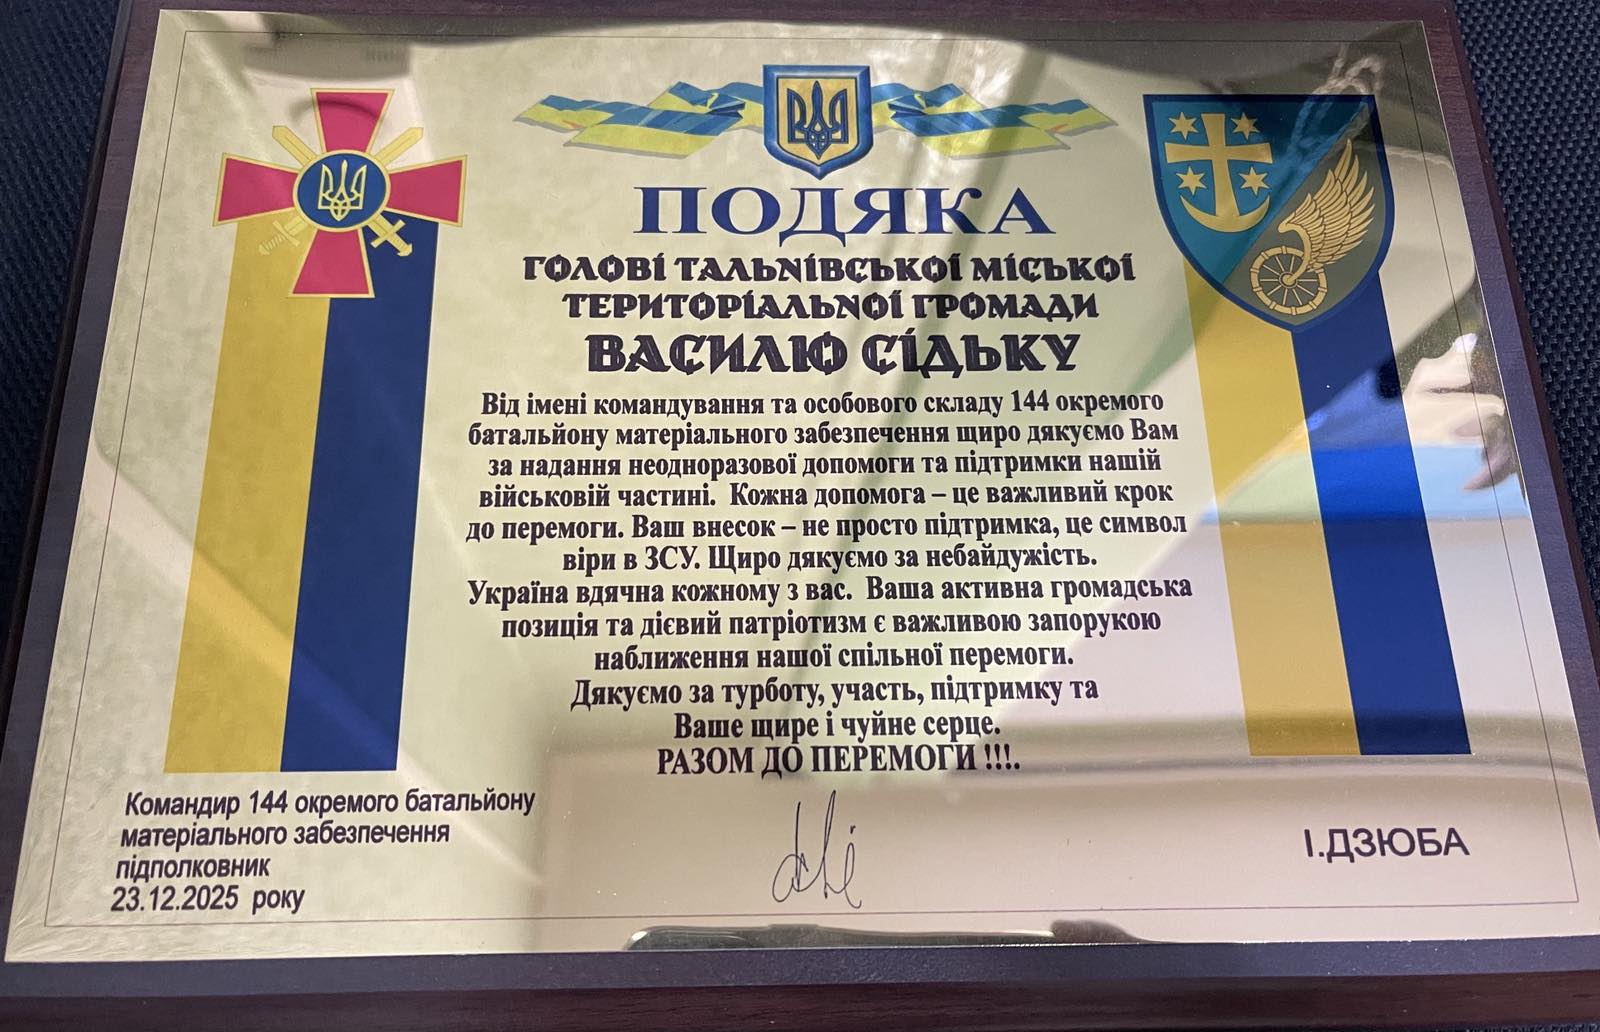 ПОДЯКА
ГОЛОВІ ТАЛЬНІВСЬКОЇ МІСЬКОЇ
ТЕРИТОРІАЛЬНОЇ ГРОМАДИ
ВАСИЛЮ СІДЬКУ
Від імені командування та особового складу 144 окремого
батальйону матеріального забезпечення щиро дякуємо Вам
за надання неодноразової допомоги та підтримки нашій
військовій частині. Кожна допомога – це важливий крок
до перемоги. Ваш внесок – не просто підтримка, це символ
віри в ЗСУ. Щиро дякуємо за небайдужість.
Україна вдячна кожному з вас. Ваша активна громадська
позиція та дієвий патріотизм є важливою запорукою
наближення нашої спільної перемоги.
Дякуємо за турботу, участь, підтримку та
Ваше щире і чуйне серце.
РАЗОМ ДО ПЕРЕМОГИ !!!.
Командир 144 окремого батальйону
матеріального забезпечення
підполковник
23.12.2025 року
І.ДЗЮБА